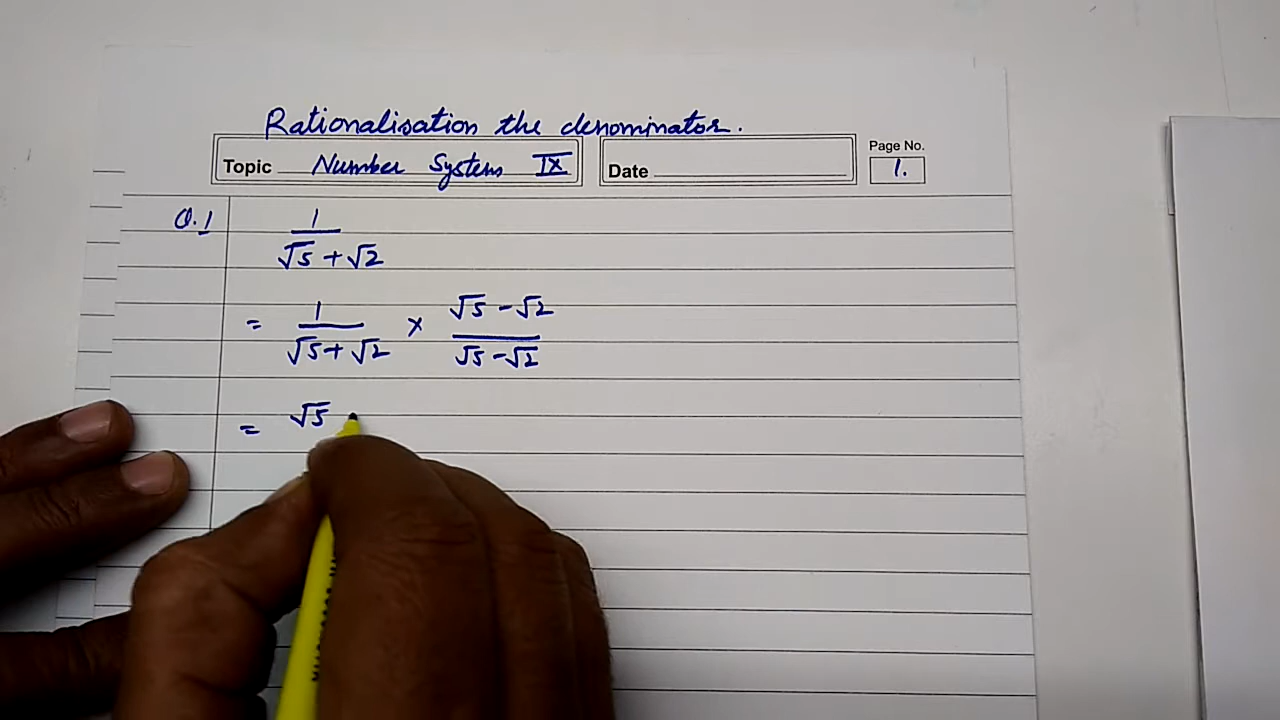 Rationalisation the denominator.
Topic Number System IX Date Page No. 1.
Q.1 1
√5 + √2
= 1 × √5 - √2
√5 + √2 √5 - √2
= √5